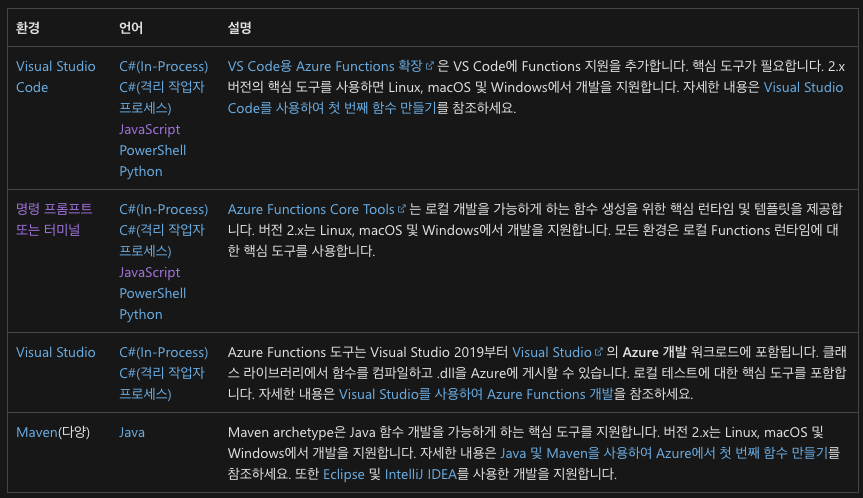 환경 언어 설명
Visual Studio Code
C#(In-Process)
C#(격리 작업자 프로세스)
JavaScript
PowerShell
Python
VS Code용 Azure Functions 확장 은 VS Code에 Functions 지원을 추가합니다. 핵심 도구가 필요합니다. 2.x
버전의 핵심 도구를 사용하면 Linux, macOS 및 Windows에서 개발을 지원합니다. 자세한 내용은 Visual Studio
Code를 사용하여 첫 번째 함수 만들기를 참조하세요.
명령 프롬프트
또는 터미널
C#(In-Process)
C#(격리 작업자
프로세스)
JavaScript
PowerShell
Python
Azure Functions Core Tools 는 로컬 개발을 가능하게 하는 함수 생성을 위한 핵심 런타임 및 템플릿을 제공합
니다. 버전 2.x는 Linux, macOS 및 Windows에서 개발을 지원합니다. 모든 환경은 로컬 Functions 런타임에 대
한 핵심 도구를 사용합니다.
Visual Studio
C#(In-Process)
C#(격리 작업자
프로세스)
Azure Functions 도구는 Visual Studio 2019부터 Visual Studio 의 Azure 개발 워크로드에 포함됩니다. 클래
스 라이브러리에서 함수를 컴파일하고 .dll을 Azure에 게시할 수 있습니다. 로컬 테스트에 대한 핵심 도구를 포함합
니다. 자세한 내용은 Visual Studio를 사용하여 Azure Functions 개발을 참조하세요.
Maven(다양)
Java
Maven archetype은 Java 함수 개발을 가능하게 하는 핵심 도구를 지원합니다. 버전 2.x는 Linux, macOS 및
Windows에서 개발을 지원합니다. 자세한 내용은 Java 및 Maven을 사용하여 Azure에서 첫 번째 함수 만들기를
참조하세요. 또한 Eclipse 및 IntelliJ IDEA를 사용한 개발을 지원합니다.